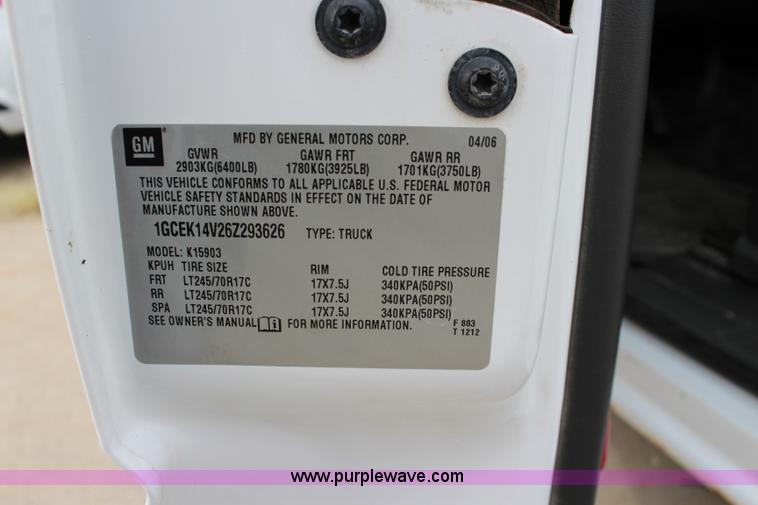 GM MFD BY GENERAL MOTORS CORP. 04/06
GVWR GAWR FRT GAWR RR
2903KG(6400LB) 1780KG(3925LB) 1701KG(3750LB)
THIS VEHICLE CONFORMS TO ALL APPLICABLE U.S. FEDERAL MOTOR
VEHICLE SAFETY STANDARDS IN EFFECT ON THE DATE OF
MANUFACTURE SHOWN ABOVE.
1GCEK14V26Z293626 TYPE: TRUCK
MODEL: K15903
KPUH TIRE SIZE RIM COLD TIRE PRESSURE
FRT LT245/70R17C 17X7.5J 340KPA(50PSI)
RR LT245/70R17C 17X7.5J 340KPA(50PSI)
SPA LT245/70R17C 17X7.5J 340KPA(50PSI)
SEE OWNER'S MANUAL FOR MORE INFORMATION. F 803
T 1212
www.purplewave.com